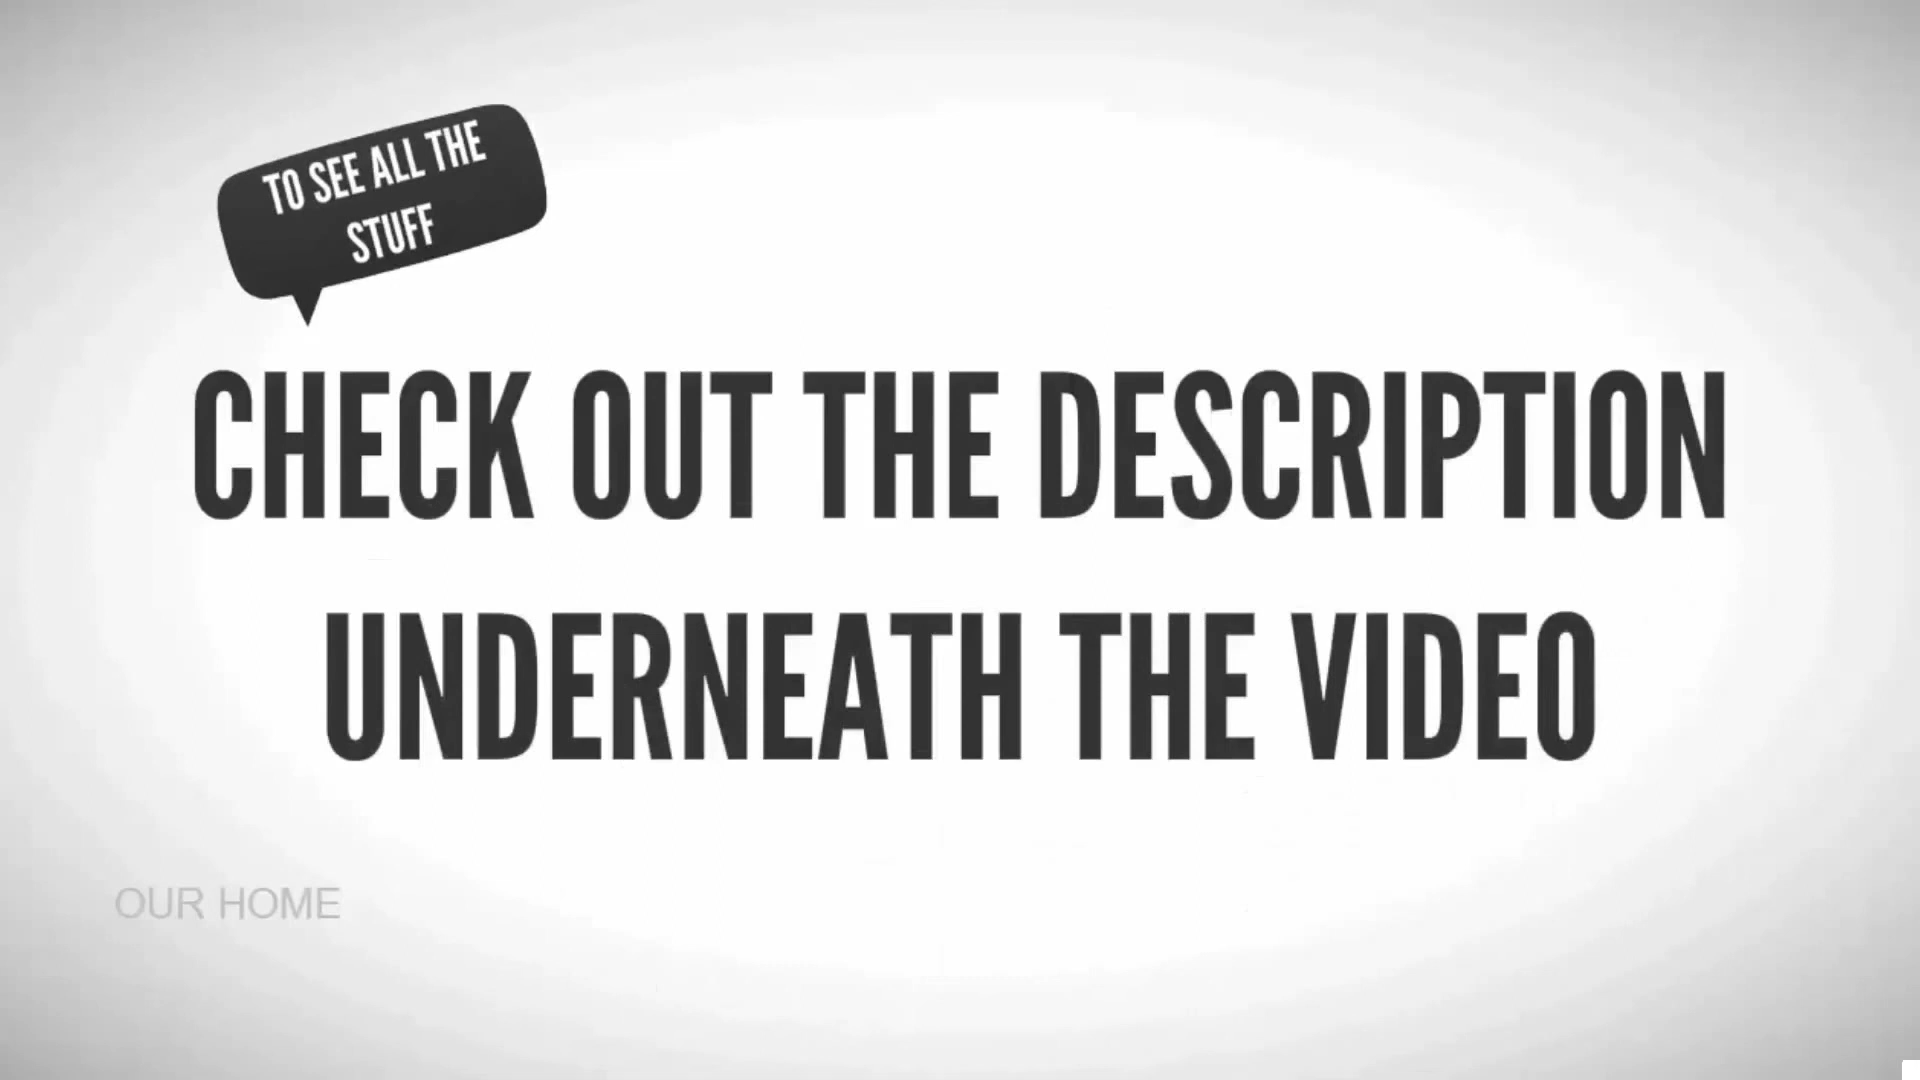 TO SEE ALL THE
STUFF
CHECK OUT THE DESCRIPTION
UNDERNEATH THE VIDEO
OUR HOME